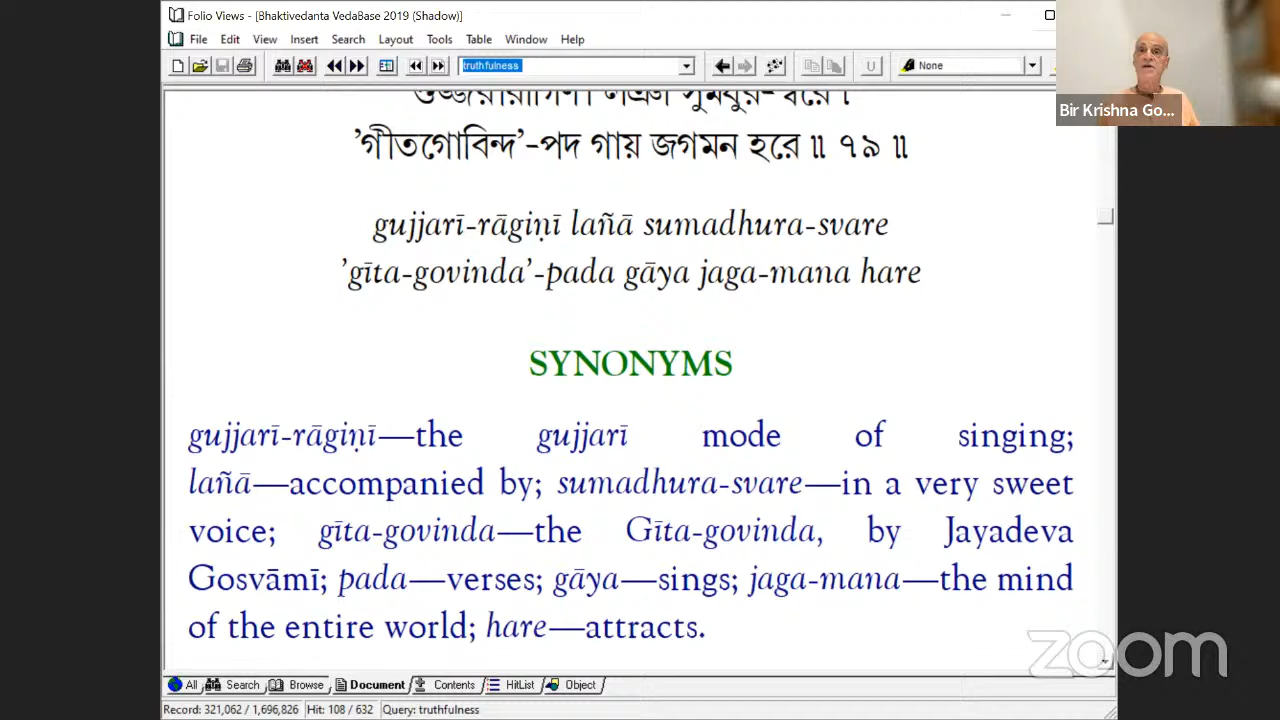 Folio Views - [Bhaktivedanta VedaBase 2019 (Shadow)]
File Edit View Insert Search Layout Tools Table Window Help
truthfulness
None
Bir Krishna Go...
’গীতগোবিন্দ’-পদ গায় জগমন হরে ॥ ৭৯ ॥
gujjarī-rāgiṇī lañā sumadhura-svare
’gīta-govinda’-pada gāya jaga-mana hare
SYNONYMS
gujjarī-rāgiṇī—the gujjarī mode of singing;
lañā—accompanied by; sumadhura-svare—in a very sweet
voice; gīta-govinda—the Gīta-govinda, by Jayadeva
Gosvāmī; pada—verses; gāya—sings; jaga-mana—the mind
of the entire world; hare—attracts.
zoom
All Search Browse Document Contents HitList Object
Record: 321,062 / 1,696,826 Hit: 108 / 632 Query: truthfulness